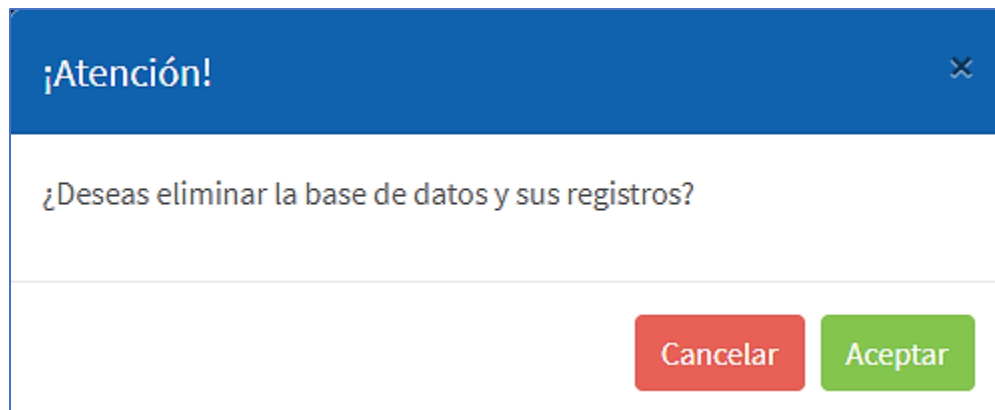 ¡Atención!
¿Deseas eliminar la base de datos y sus registros?
Cancelar
Aceptar